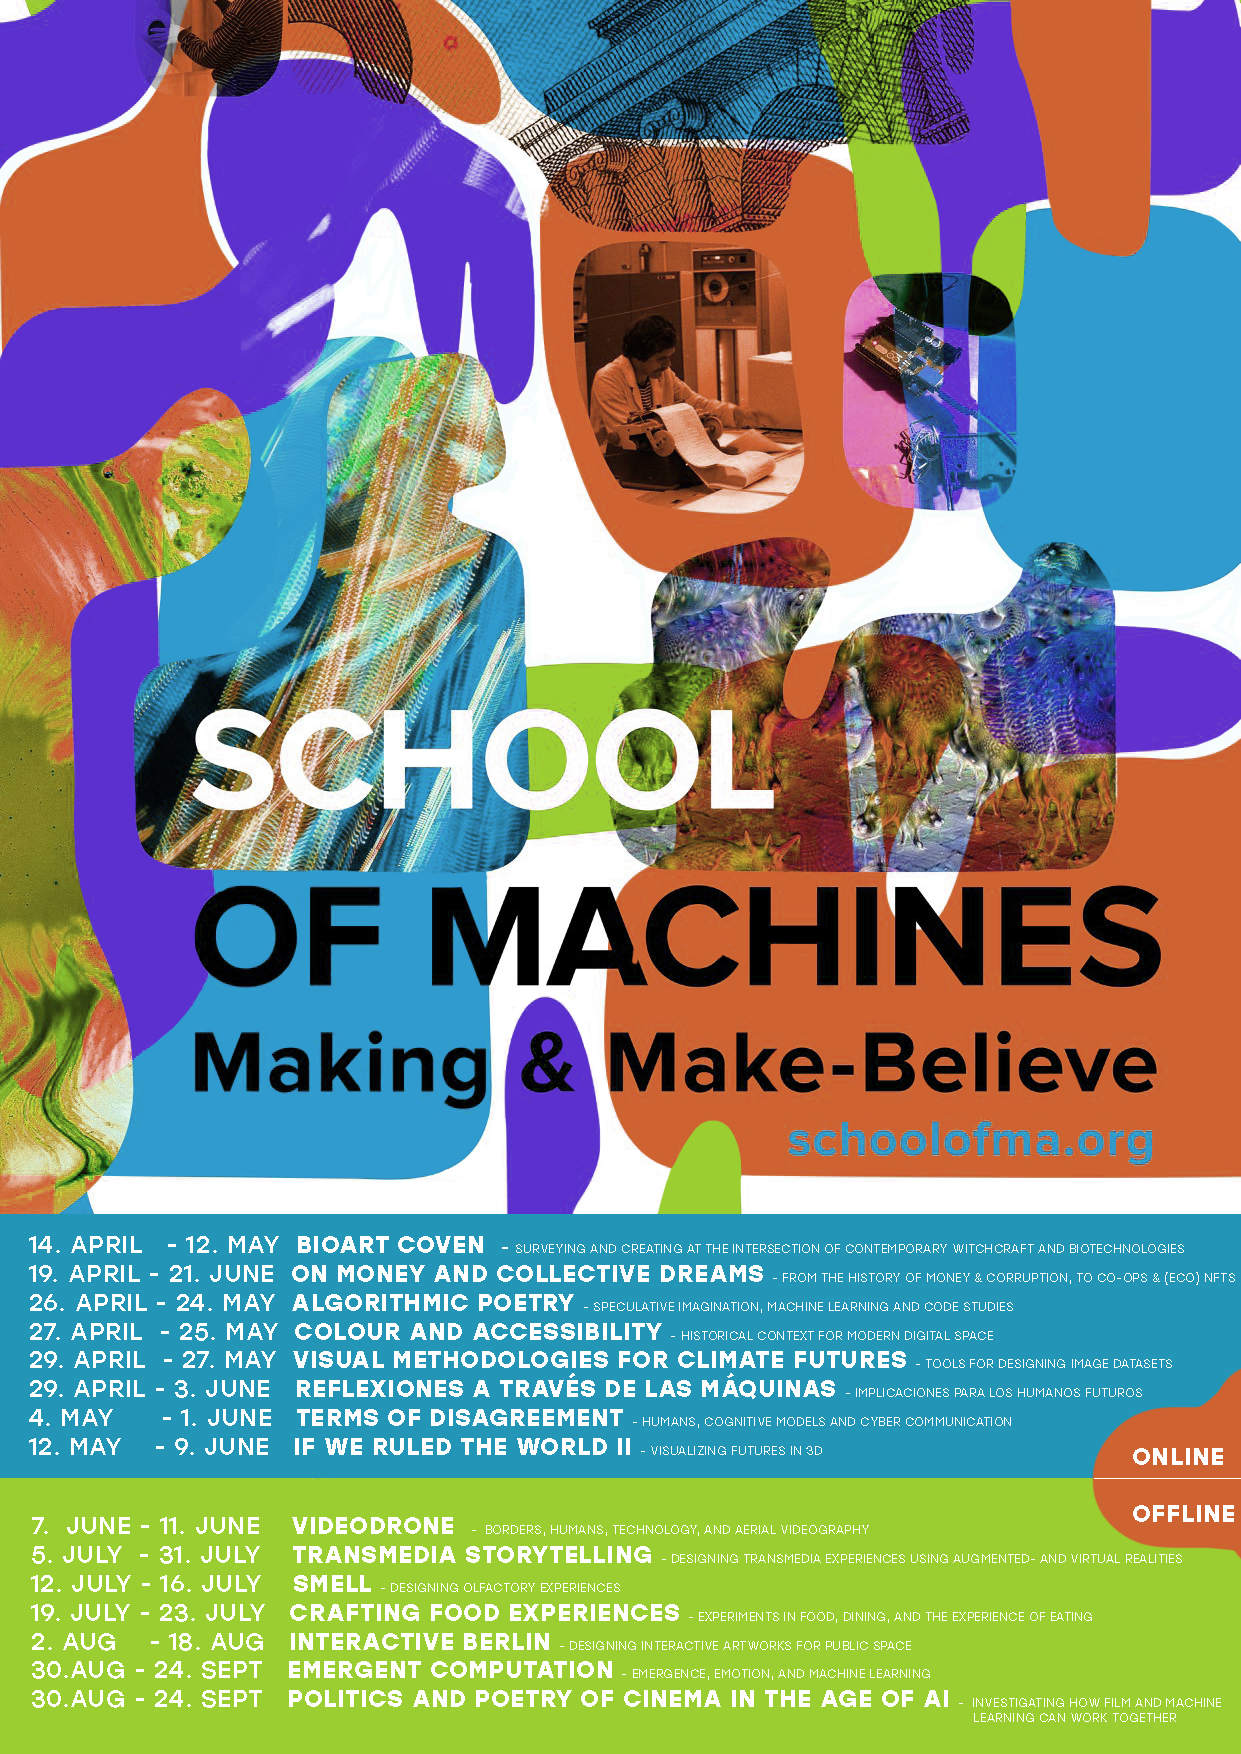 SCHOOL
OF MACHINES
Making & Make-Believe
schoolofma.org
14. APRIL - 12. MAY BIOART COVEN - SURVEYING AND CREATING AT THE INTERSECTION OF CONTEMPORARY WITCHCRAFT AND BIOTECHNOLOGIES
19. APRIL - 21. JUNE ON MONEY AND COLLECTIVE DREAMS - FROM THE HISTORY OF MONEY & CORRUPTION, TO CO-OPS & (ECO) NFTS
26. APRIL - 24. MAY ALGORITHMIC POETRY - SPECULATIVE IMAGINATION, MACHINE LEARNING AND CODE STUDIES
27. APRIL - 25. MAY COLOUR AND ACCESSIBILITY - HISTORICAL CONTEXT FOR MODERN DIGITAL SPACE
29. APRIL - 27. MAY VISUAL METHODOLOGIES FOR CLIMATE FUTURES - TOOLS FOR DESIGNING IMAGE DATASETS
29. APRIL - 3. JUNE REFLEXIONES A TRAVÉS DE LAS MÁQUINAS - IMPLICACIONES PARA LOS HUMANOS FUTUROS
4. MAY - 1. JUNE TERMS OF DISAGREEMENT - HUMANS, COGNITIVE MODELS AND CYBER COMMUNICATION
12. MAY - 9. JUNE IF WE RULED THE WORLD II - VISUALIZING FUTURES IN 3D
ONLINE
OFFLINE
7. JUNE - 11. JUNE VIDEODRONE - BORDERS, HUMANS, TECHNOLOGY, AND AERIAL VIDEOGRAPHY
5. JULY - 31. JULY TRANSMEDIA STORYTELLING - DESIGNING TRANSMEDIA EXPERIENCES USING AUGMENTED- AND VIRTUAL REALITIES
12. JULY - 16. JULY SMELL - DESIGNING OLFACTORY EXPERIENCES
19. JULY - 23. JULY CRAFTING FOOD EXPERIENCES - EXPERIMENTS IN FOOD, DINING, AND THE EXPERIENCE OF EATING
2. AUG - 18. AUG INTERACTIVE BERLIN - DESIGNING INTERACTIVE ARTWORKS FOR PUBLIC SPACE
30.AUG - 24. SEPT EMERGENT COMPUTATION - EMERGENCE, EMOTION, AND MACHINE LEARNING
30.AUG - 24. SEPT POLITICS AND POETRY OF CINEMA IN THE AGE OF AI - INVESTIGATING HOW FILM AND MACHINE
LEARNING CAN WORK TOGETHER